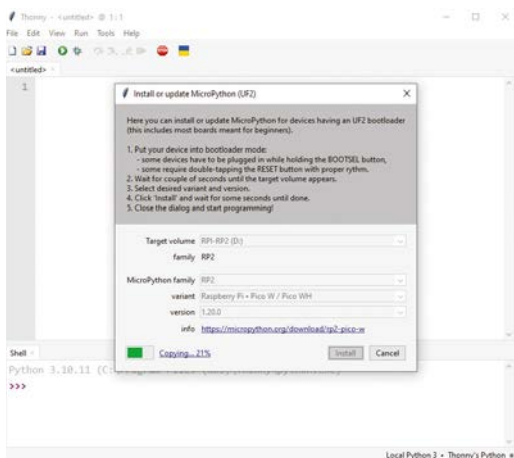 Thonny - <untitled> @ 1:1
File Edit View Run Tools Help
<untitled>
1
Install or update MicroPython (UF2)
Here you can install or update MicroPython for devices having an UF2 bootloader
(this includes most boards meant for beginners).
1. Put your device into bootloader mode:
- some devices have to be plugged in while holding the BOOTSEL button,
- some require double-tapping the RESET button with proper rythm.
2. Wait for couple of seconds until the target volume appears.
3. Select desired variant and version.
4. Click 'Install' and wait for some seconds until done.
5. Close the dialog and start programming!
Target volume RPI-RP2 (D:)
family RP2
MicroPython family RP2
variant Raspberry Pi • Pico W / Pico WH
version 1.20.0
info https://micropython.org/download/rp2-pico-w
Copying... 21% Install Cancel
Shell
Python 3.10.11 (C:
>>>
Local Python 3 • Thonny's Python